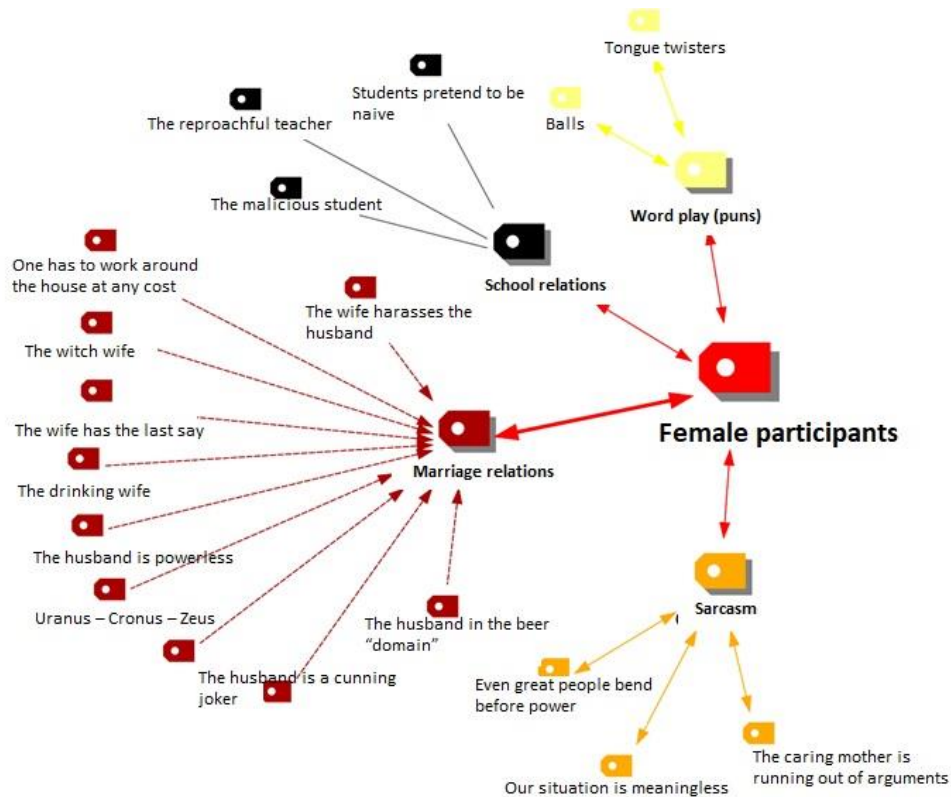 Tongue twisters
Students pretend to be
naive
The reproachful teacher
Balls
The malicious student
Word play (puns)
School relations
One has to work around
the house at any cost
The wife harasses the
husband
The witch wife
The wife has the last say
Female participants
Marriage relations
The drinking wife
The husband is powerless
Uranus – Cronus – Zeus
The husband in the beer
“domain”
The husband is a cunning
joker
Sarcasm
(
Even great people bend
before power
Our situation is meaningless
The caring mother is
running out of arguments